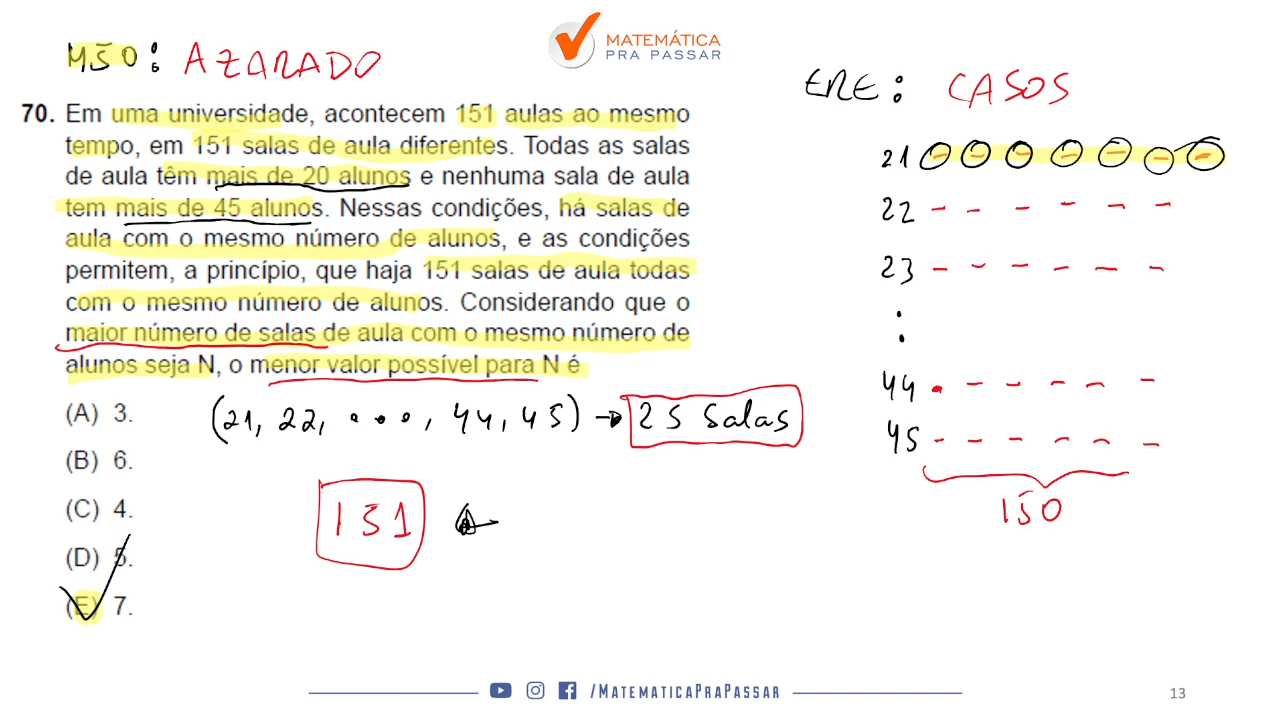 M50: AZARADO
MATEMÁTICA
PRA PASSAR
70. Em uma universidade, acontecem 151 aulas ao mesmo
tempo, em 151 salas de aula diferentes. Todas as salas
de aula têm mais de 20 alunos e nenhuma sala de aula
tem mais de 45 alunos. Nessas condições, há salas de
aula com o mesmo número de alunos, e as condições
permitem, a princípio, que haja 151 salas de aula todas
com o mesmo número de alunos. Considerando que o
maior número de salas de aula com o mesmo número de
alunos seja N, o menor valor possível para N é
(A) 3.
(B) 6.
(C) 4.
(D) 5.
(E) 7.
(21, 22, ..., 44, 45) → 25 Salas
151
ERE: CASOS
21
22
23
44
45
150
/MATEMATICAPRAPASSAR
13